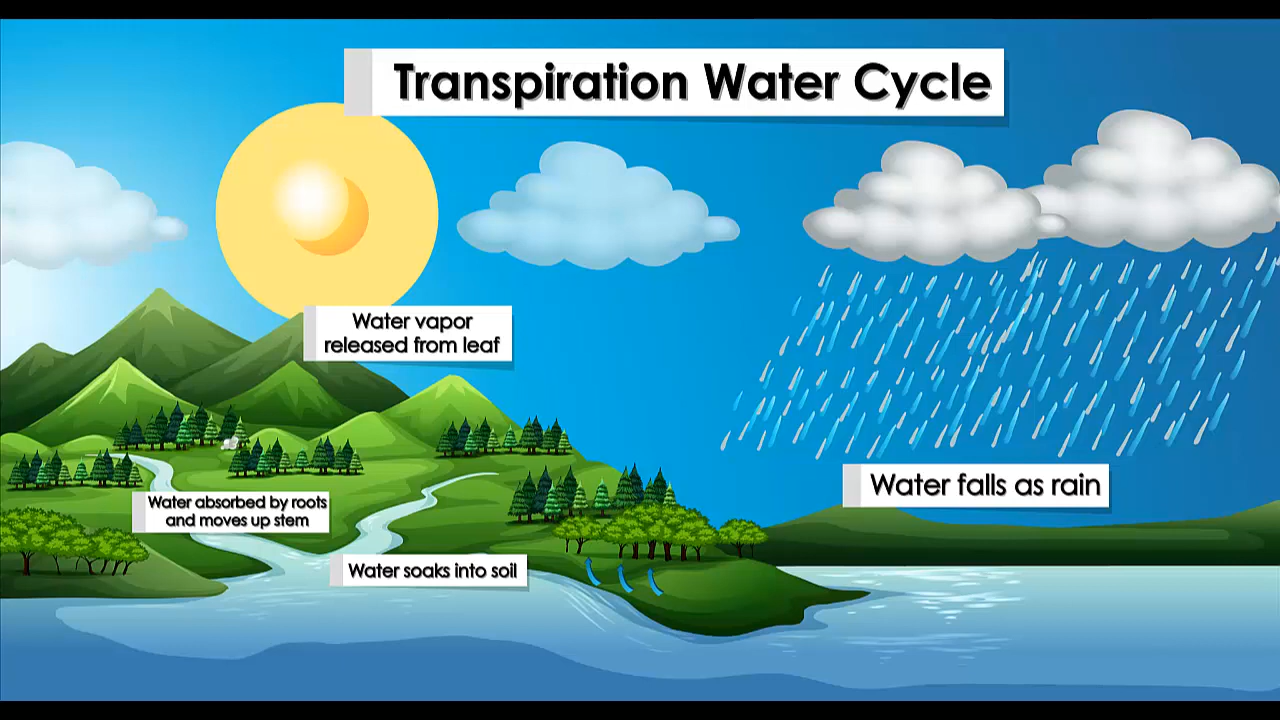 Transpiration Water Cycle
Water vapor
released from leaf
Water falls as rain
Water absorbed by roots
and moves up stem
Water soaks into soil